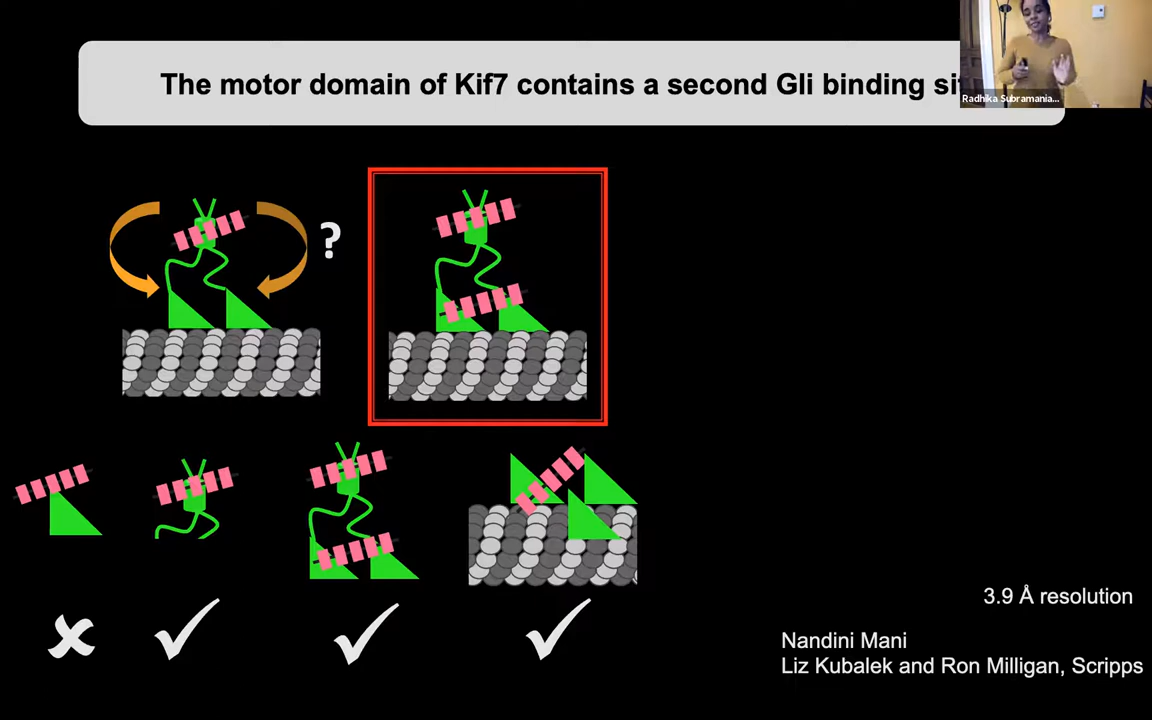 The motor domain of Kif7 contains a second Gli binding
Radhika Subramania...
?
3.9 Å resolution
Nandini Mani
Liz Kubalek and Ron Milligan, Scripps